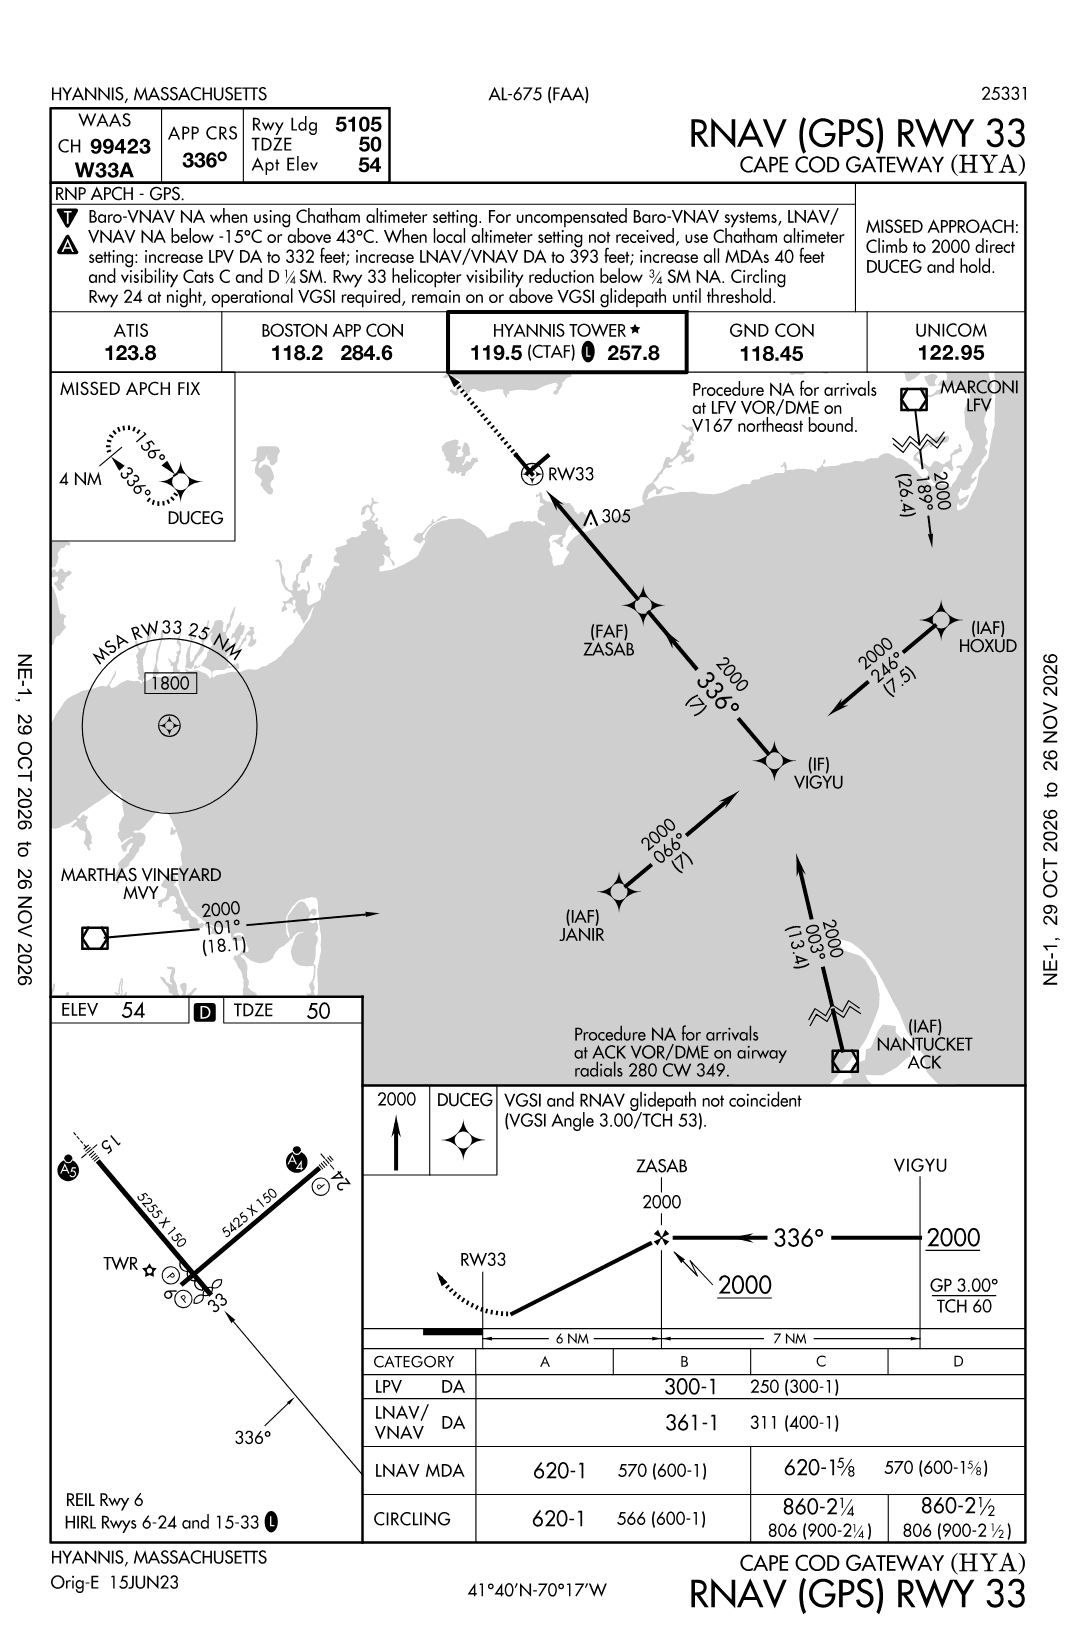 HYANNIS, MASSACHUSETTS
AL-675 (FAA)
25331
WAAS
CH 99423
W33A
APP CRS
336°
Rwy Ldg 5105
TDZE 50
Apt Elev 54
RNAV (GPS) RWY 33
CAPE COD GATEWAY (HYA)
RNP APCH - GPS.
T
A
Baro-VNAV NA when using Chatham altimeter setting. For uncompensated Baro-VNAV systems, LNAV/
VNAV NA below -15°C or above 43°C. When local altimeter setting not received, use Chatham altimeter
setting: increase LPV DA to 332 feet; increase LNAV/VNAV DA to 393 feet; increase all MDAs 40 feet
and visibility Cats C and D ¼ SM. Rwy 33 helicopter visibility reduction below ¾ SM NA. Circling
Rwy 24 at night, operational VGSI required, remain on or above VGSI glidepath until threshold.
MISSED APPROACH:
Climb to 2000 direct
DUCEG and hold.
ATIS
123.8
BOSTON APP CON
118.2 284.6
HYANNIS TOWER ★
119.5 (CTAF) L 257.8
GND CON
118.45
UNICOM
122.95
MISSED APCH FIX
156°
336°
4 NM
DUCEG
Procedure NA for arrivals
at LFV VOR/DME on
V167 northeast bound.
MARCONI
LFV
2000
189°
(26.4)
RW33
305
(FAF)
ZASAB
(IAF)
HOXUD
2000
246°
(7.5)
2000
336°
(7)
(IF)
VIGYU
MSA RW33 25 NM
1800
2000
066°
(7)
(IAF)
JANIR
MARTHAS VINEYARD
MVY
2000
101°
(18.1)
2000
003°
(13.4)
(IAF)
NANTUCKET
ACK
Procedure NA for arrivals
at ACK VOR/DME on airway
radials 280 CW 349.
NE-1, 29 OCT 2026 to 26 NOV 2026
NE-1, 29 OCT 2026 to 26 NOV 2026
ELEV 54
D
TDZE 50
15
A5
A4
24
P
5255 X 150
5425 X 150
TWR
P
P
6
33
336°
REIL Rwy 6
HIRL Rwys 6-24 and 15-33 L
2000
DUCEG
VGSI and RNAV glidepath not coincident
(VGSI Angle 3.00/TCH 53).
ZASAB
VIGYU
2000
RW33
336°
2000
2000
GP 3.00°
TCH 60
6 NM
7 NM
CATEGORY A B C D
LPV DA 300-1 250 (300-1)
LNAV/
VNAV DA 361-1 311 (400-1)
LNAV MDA 620-1 570 (600-1) 620-1⅝ 570 (600-1⅝)
CIRCLING 620-1 566 (600-1)
860-2¼
806 (900-2¼)
860-2½
806 (900-2½)
HYANNIS, MASSACHUSETTS
Orig-E 15JUN23
41°40'N-70°17'W
CAPE COD GATEWAY (HYA)
RNAV (GPS) RWY 33